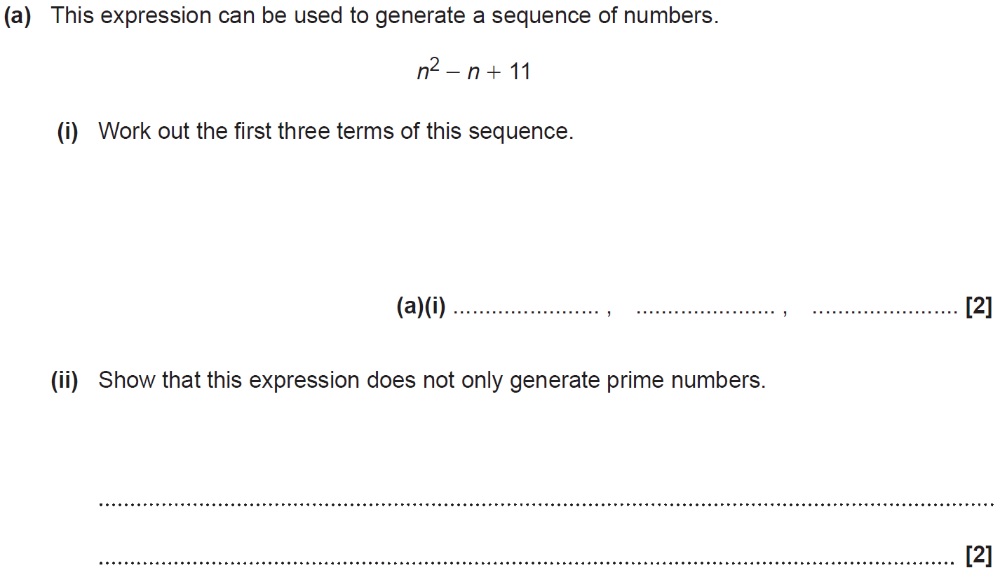 (a) This expression can be used to generate a sequence of numbers.
n² – n + 11
(i) Work out the first three terms of this sequence.
(a)(i) ...................... , ...................... , ...................... [2]
(ii) Show that this expression does not only generate prime numbers.
....................................................................................................
.................................................................................................... [2]